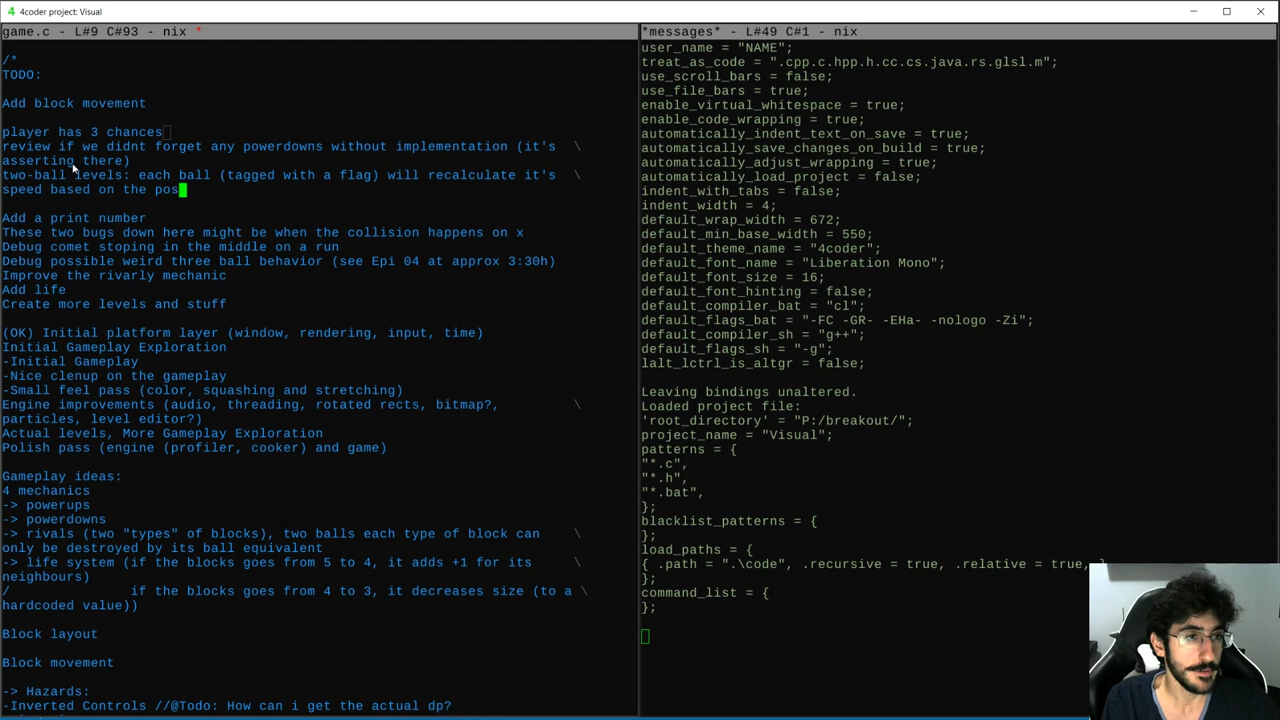 4 4coder project: Visual
game.c - L#9 C#93 - nix *
/*
TODO:
Add block movement
player has 3 chances
review if we didnt forget any powerdowns without implementation (it's \
asserting there)
two-ball levels: each ball (tagged with a flag) will recalculate it's \
speed based on the pos
Add a print number
These two bugs down here might be when the collision happens on x
Debug comet stoping in the middle on a run
Debug possible weird three ball behavior (see Epi 04 at approx 3:30h)
Improve the rivarly mechanic
Add life
Create more levels and stuff
(OK) Initial platform layer (window, rendering, input, time)
Initial Gameplay Exploration
-Initial Gameplay
-Nice clenup on the gameplay
-Small feel pass (color, squashing and stretching)
Engine improvements (audio, threading, rotated rects, bitmap?, \
particles, level editor?)
Actual levels, More Gameplay Exploration
Polish pass (engine (profiler, cooker) and game)
Gameplay ideas:
4 mechanics
-> powerups
-> powerdowns
-> rivals (two "types" of blocks), two balls each type of block can \
only be destroyed by its ball equivalent
-> life system (if the blocks goes from 5 to 4, it adds +1 for its \
neighbours)
/ if the blocks goes from 4 to 3, it decreases size (to a \
hardcoded value))
Block layout
Block movement
-> Hazards:
-Inverted Controls //@Todo: How can i get the actual dp?
*messages* - L#49 C#1 - nix
user_name = "NAME";
treat_as_code = ".cpp.c.hpp.h.cc.cs.java.rs.glsl.m";
use_scroll_bars = false;
use_file_bars = true;
enable_virtual_whitespace = true;
enable_code_wrapping = true;
automatically_indent_text_on_save = true;
automatically_save_changes_on_build = true;
automatically_adjust_wrapping = true;
automatically_load_project = false;
indent_with_tabs = false;
indent_width = 4;
default_wrap_width = 672;
default_min_base_width = 550;
default_theme_name = "4coder";
default_font_name = "Liberation Mono";
default_font_size = 16;
default_font_hinting = false;
default_compiler_bat = "cl";
default_flags_bat = "-FC -GR- -EHa- -nologo -Zi";
default_compiler_sh = "g++";
default_flags_sh = "-g";
lalt_lctrl_is_altgr = false;
Leaving bindings unaltered.
Loaded project file:
'root_directory' = "P:/breakout/";
project_name = "Visual";
patterns = {
"*.c",
"*.h",
"*.bat",
};
blacklist_patterns = {
};
load_paths = {
{ .path = ".\code", .recursive = true, .relative = true, }
};
command_list = {
};